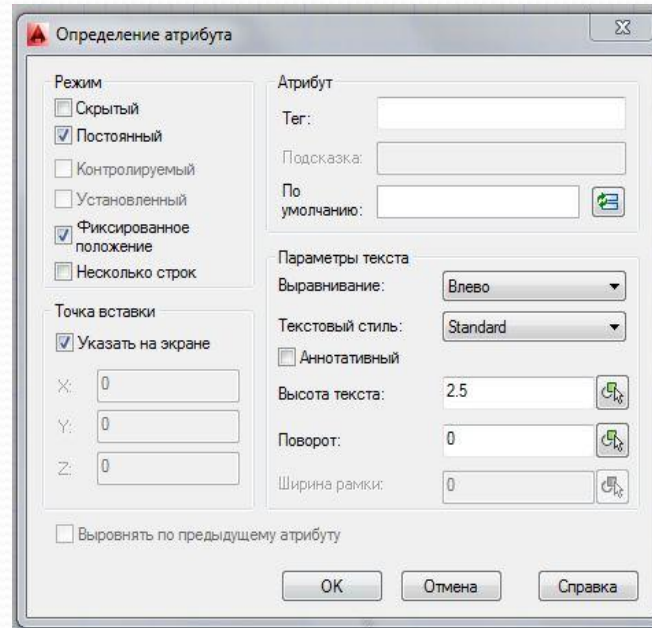 Определение атрибута
Режим
Скрытый
Постоянный
Контролируемый
Установленный
Фиксированное
положение
Несколько строк
Точка вставки
Указать на экране
X: 0
Y: 0
Z: 0
Атрибут
Тег:
Подсказка:
По
умолчанию:
Параметры текста
Выравнивание: Влево
Текстовый стиль: Standard
Аннотативный
Высота текста: 2.5
Поворот: 0
Ширина рамки: 0
Выровнять по предыдущему атрибуту
OK Отмена Справка